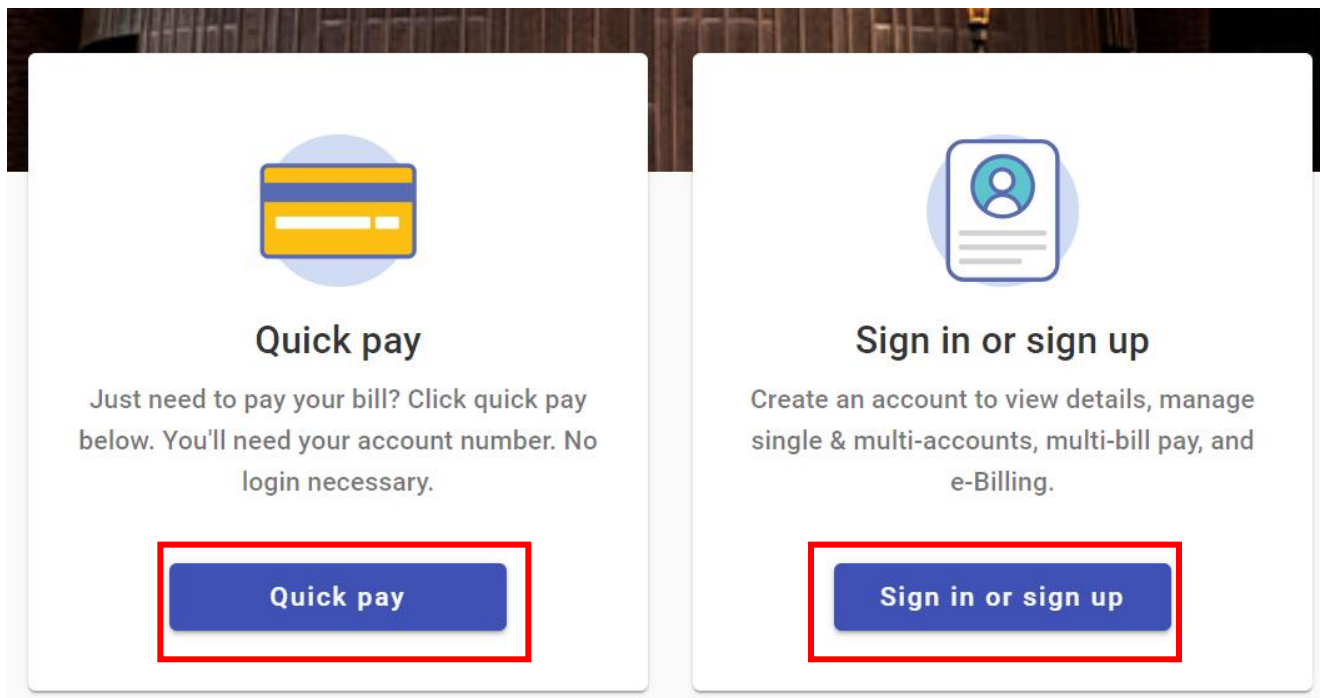 Quick pay
Just need to pay your bill? Click quick pay
below. You'll need your account number. No
login necessary.
Quick pay
Sign in or sign up
Create an account to view details, manage
single & multi-accounts, multi-bill pay, and
e-Billing.
Sign in or sign up